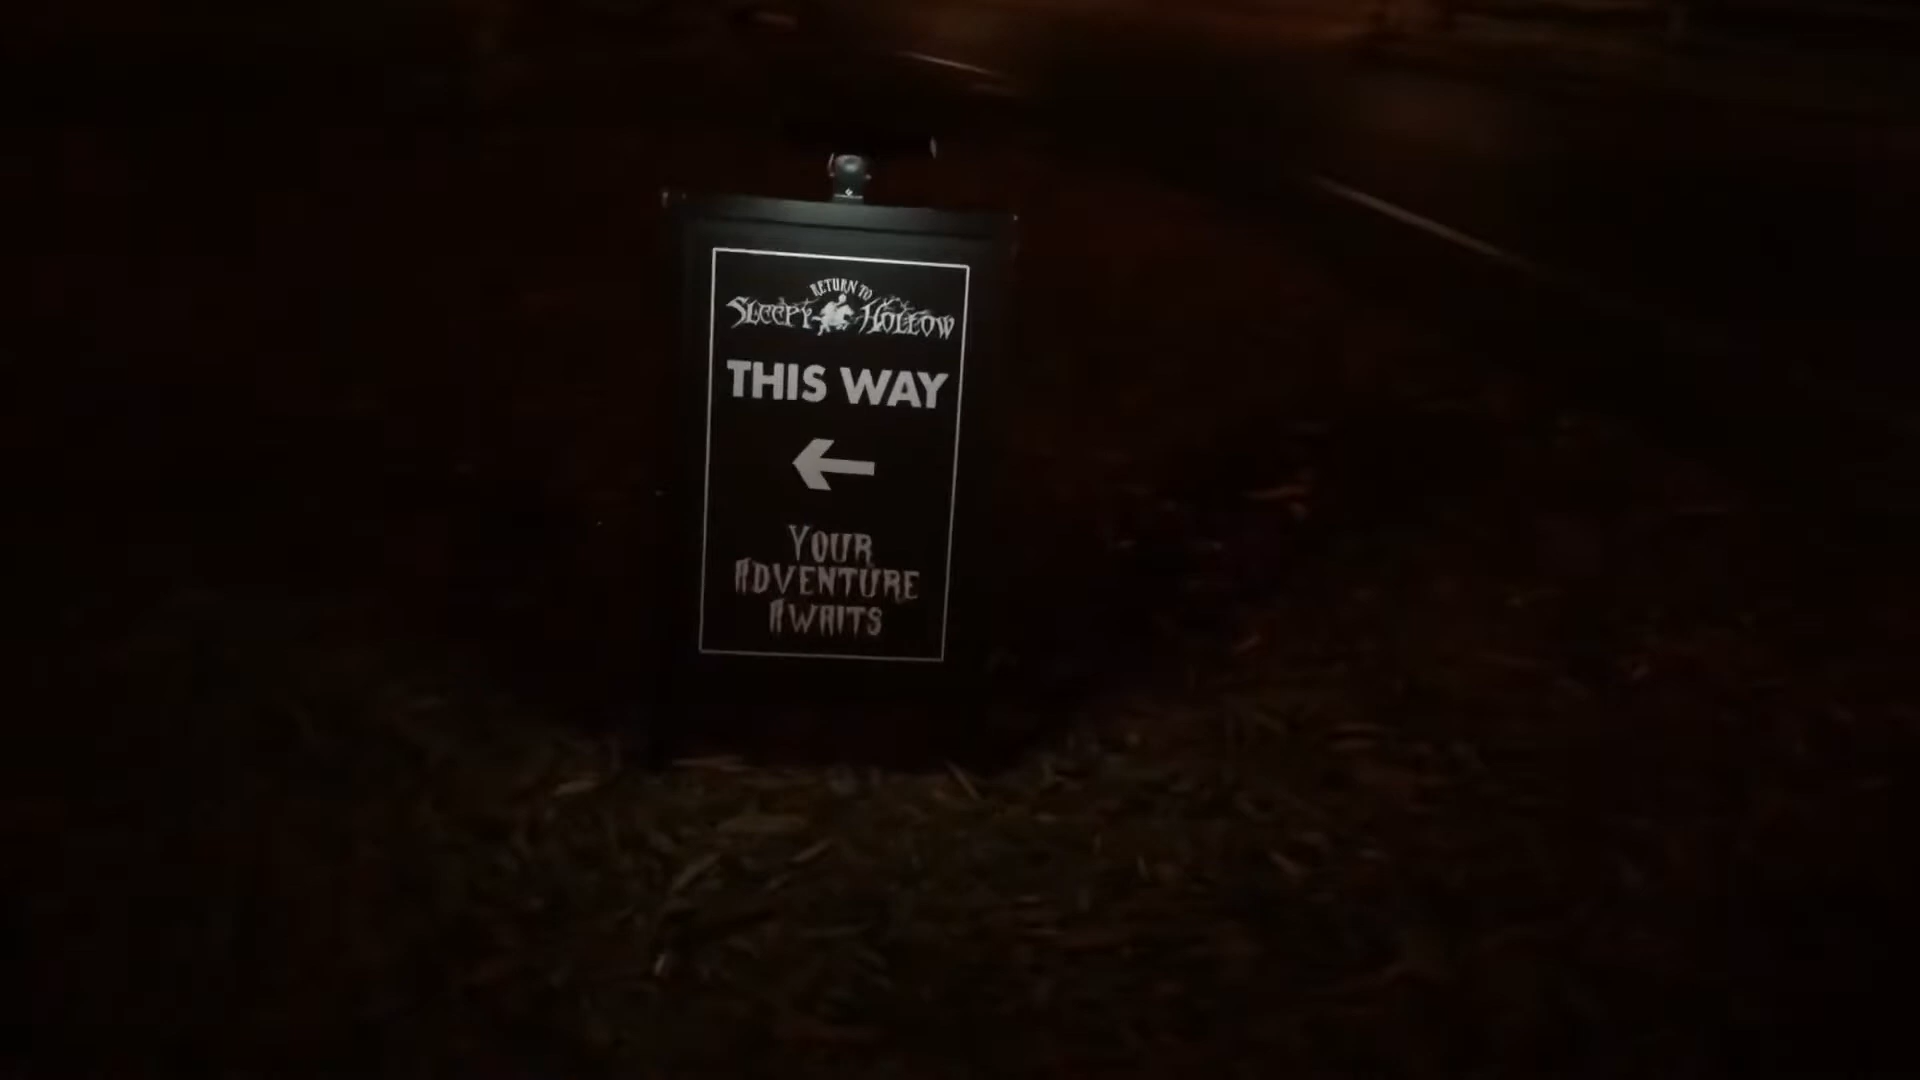 RETURN TO
SLEEPY HOLLOW
THIS WAY
YOUR
ADVENTURE
AWAITS